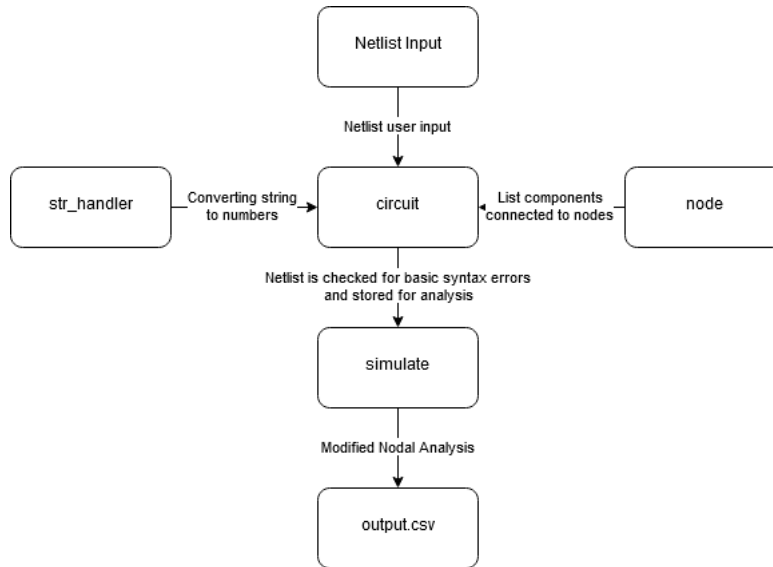 Netlist Input
Netlist user input
str_handler
Converting string
to numbers
circuit
List components
connected to nodes
node
Netlist is checked for basic syntax errors
and stored for analysis
simulate
Modified Nodal Analysis
output.csv